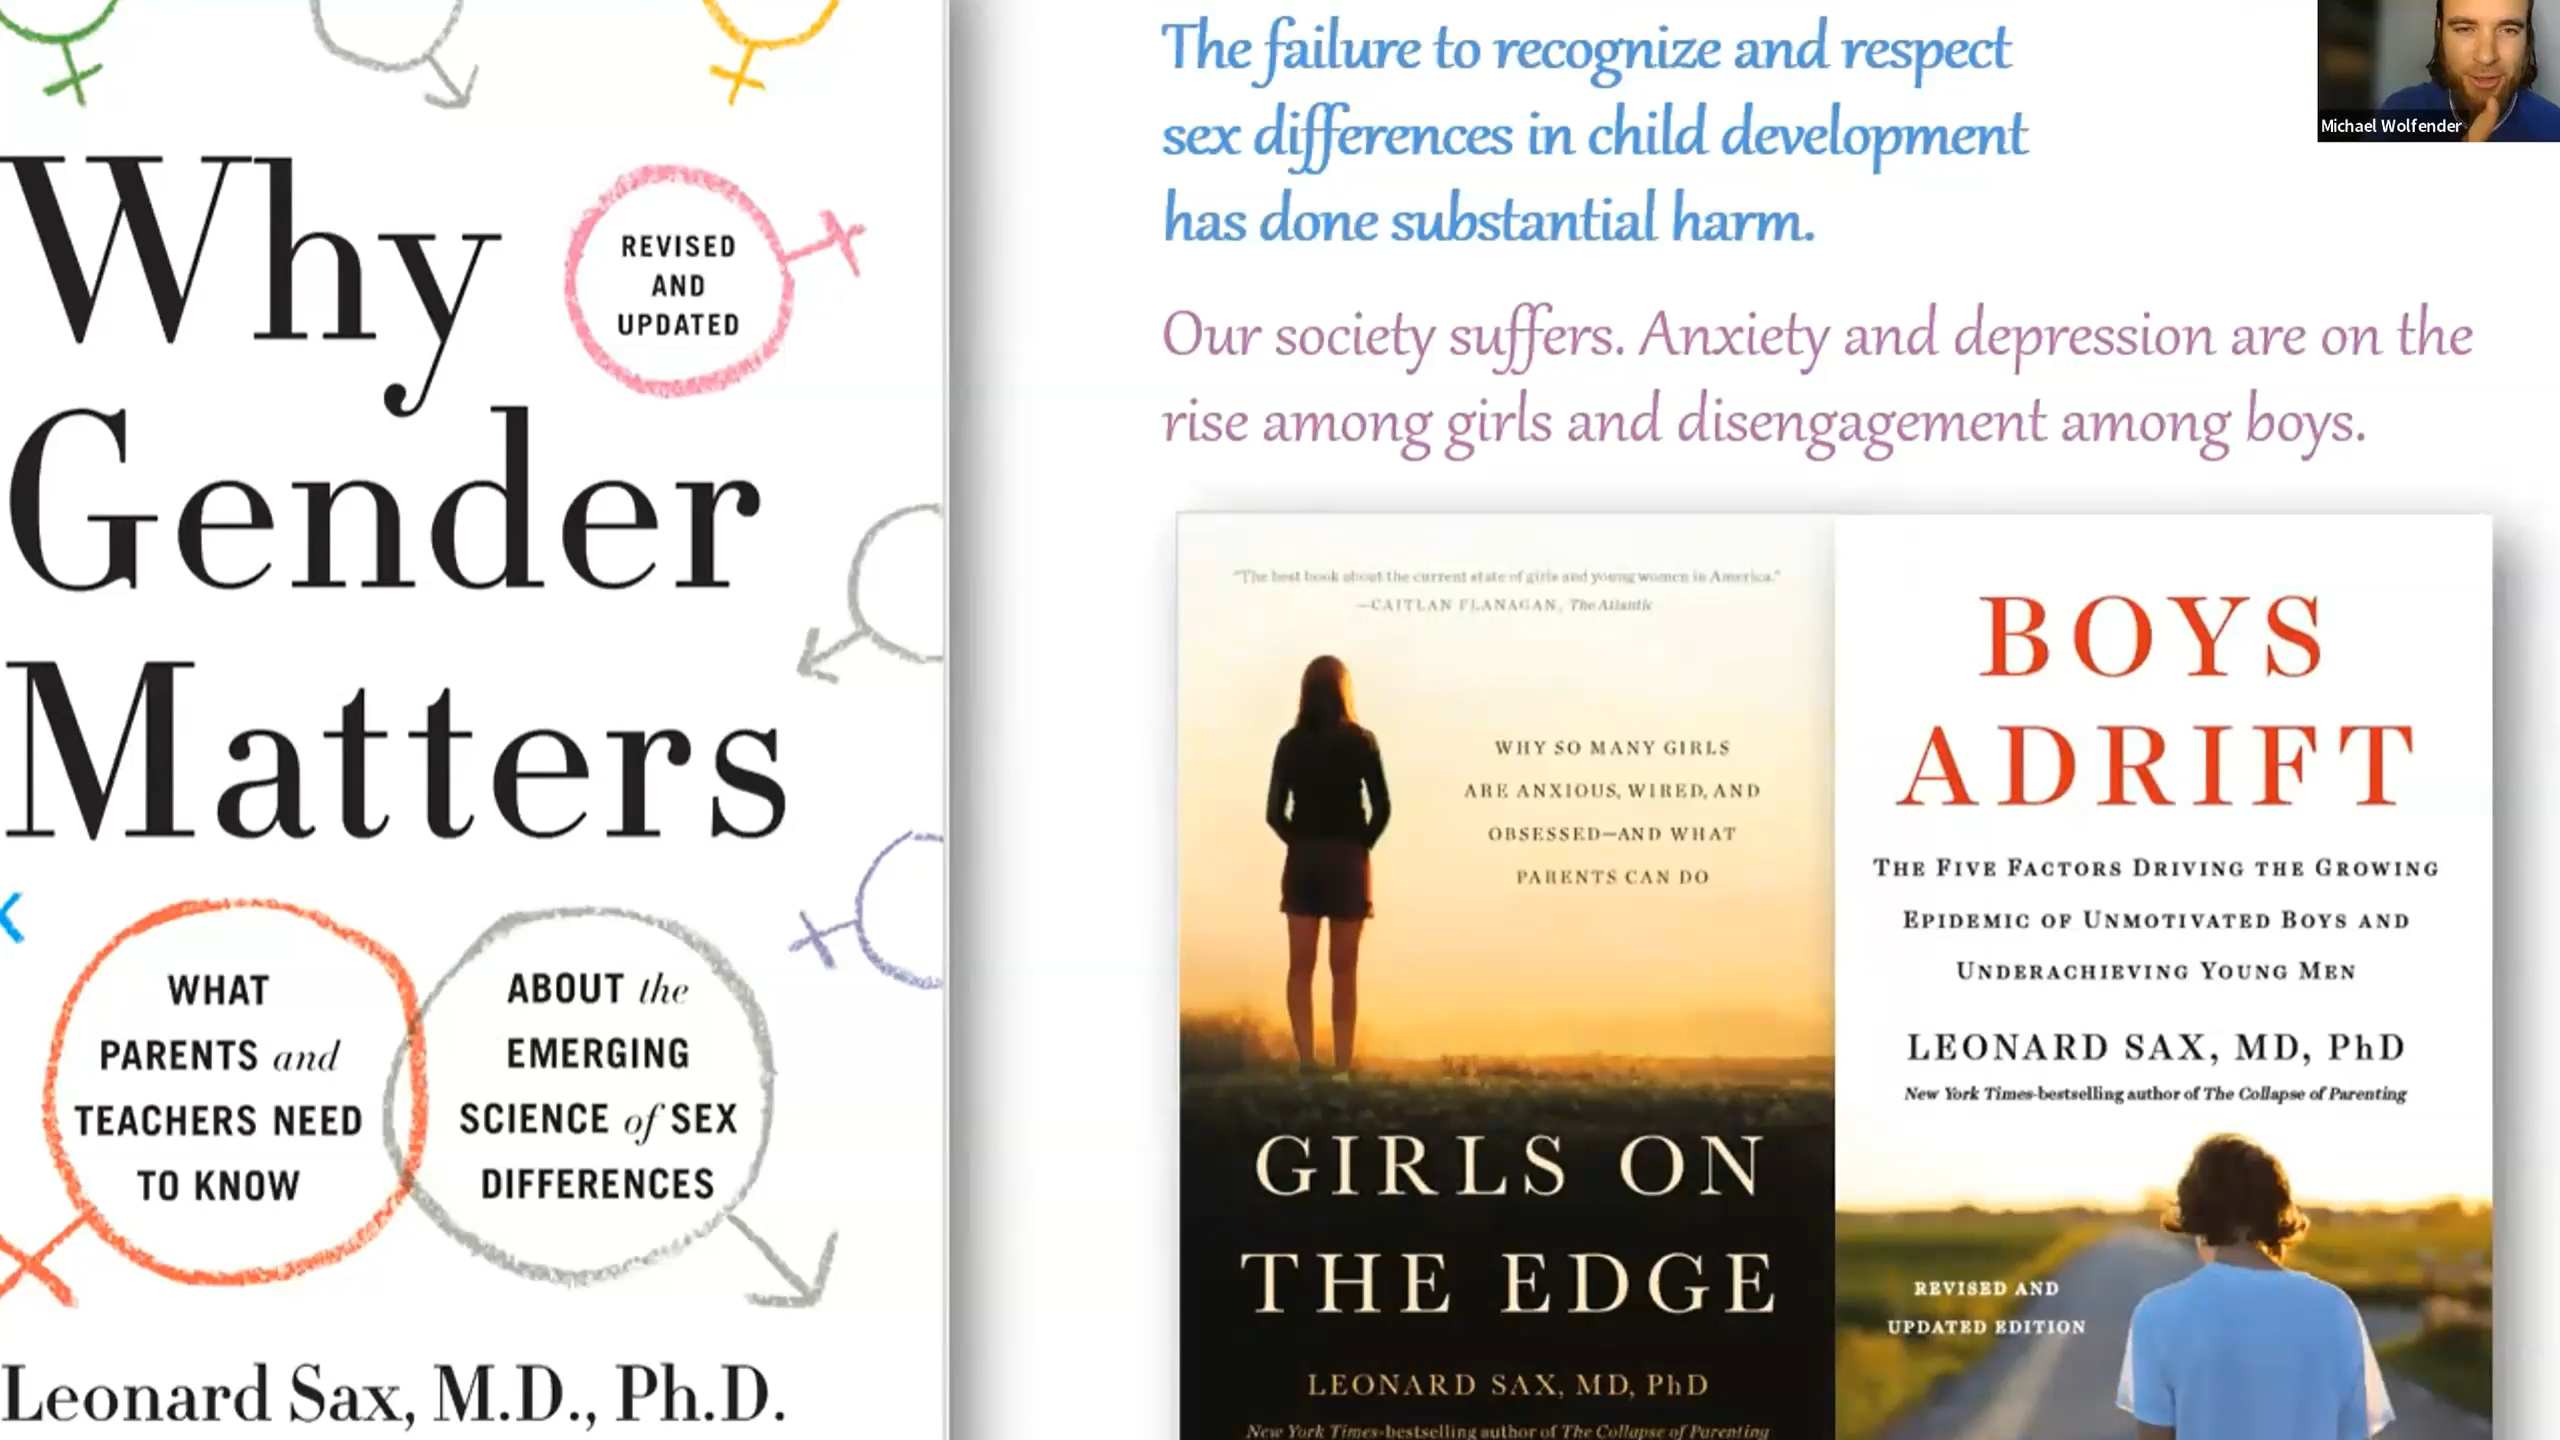 Why
REVISED
AND
UPDATED
Gender
Matters
WHAT
PARENTS and
TEACHERS NEED
TO KNOW
ABOUT the
EMERGING
SCIENCE of SEX
DIFFERENCES
Leonard Sax, M.D., Ph.D.
The failure to recognize and respect
sex differences in child development
has done substantial harm.
Our society suffers. Anxiety and depression are on the
rise among girls and disengagement among boys.
"The best book about the current state of girls and young women in America."
—CAITLAN FLANAGAN, The Atlantic
WHY SO MANY GIRLS
ARE ANXIOUS, WIRED, AND
OBSESSED—AND WHAT
PARENTS CAN DO
GIRLS ON
THE EDGE
LEONARD SAX, MD, PhD
New York Times-bestselling author of The Collapse of Parenting
BOYS
ADRIFT
THE FIVE FACTORS DRIVING THE GROWING
EPIDEMIC OF UNMOTIVATED BOYS AND
UNDERACHIEVING YOUNG MEN
LEONARD SAX, MD, PhD
New York Times-bestselling author of The Collapse of Parenting
REVISED AND
UPDATED EDITION
Michael Wolfender